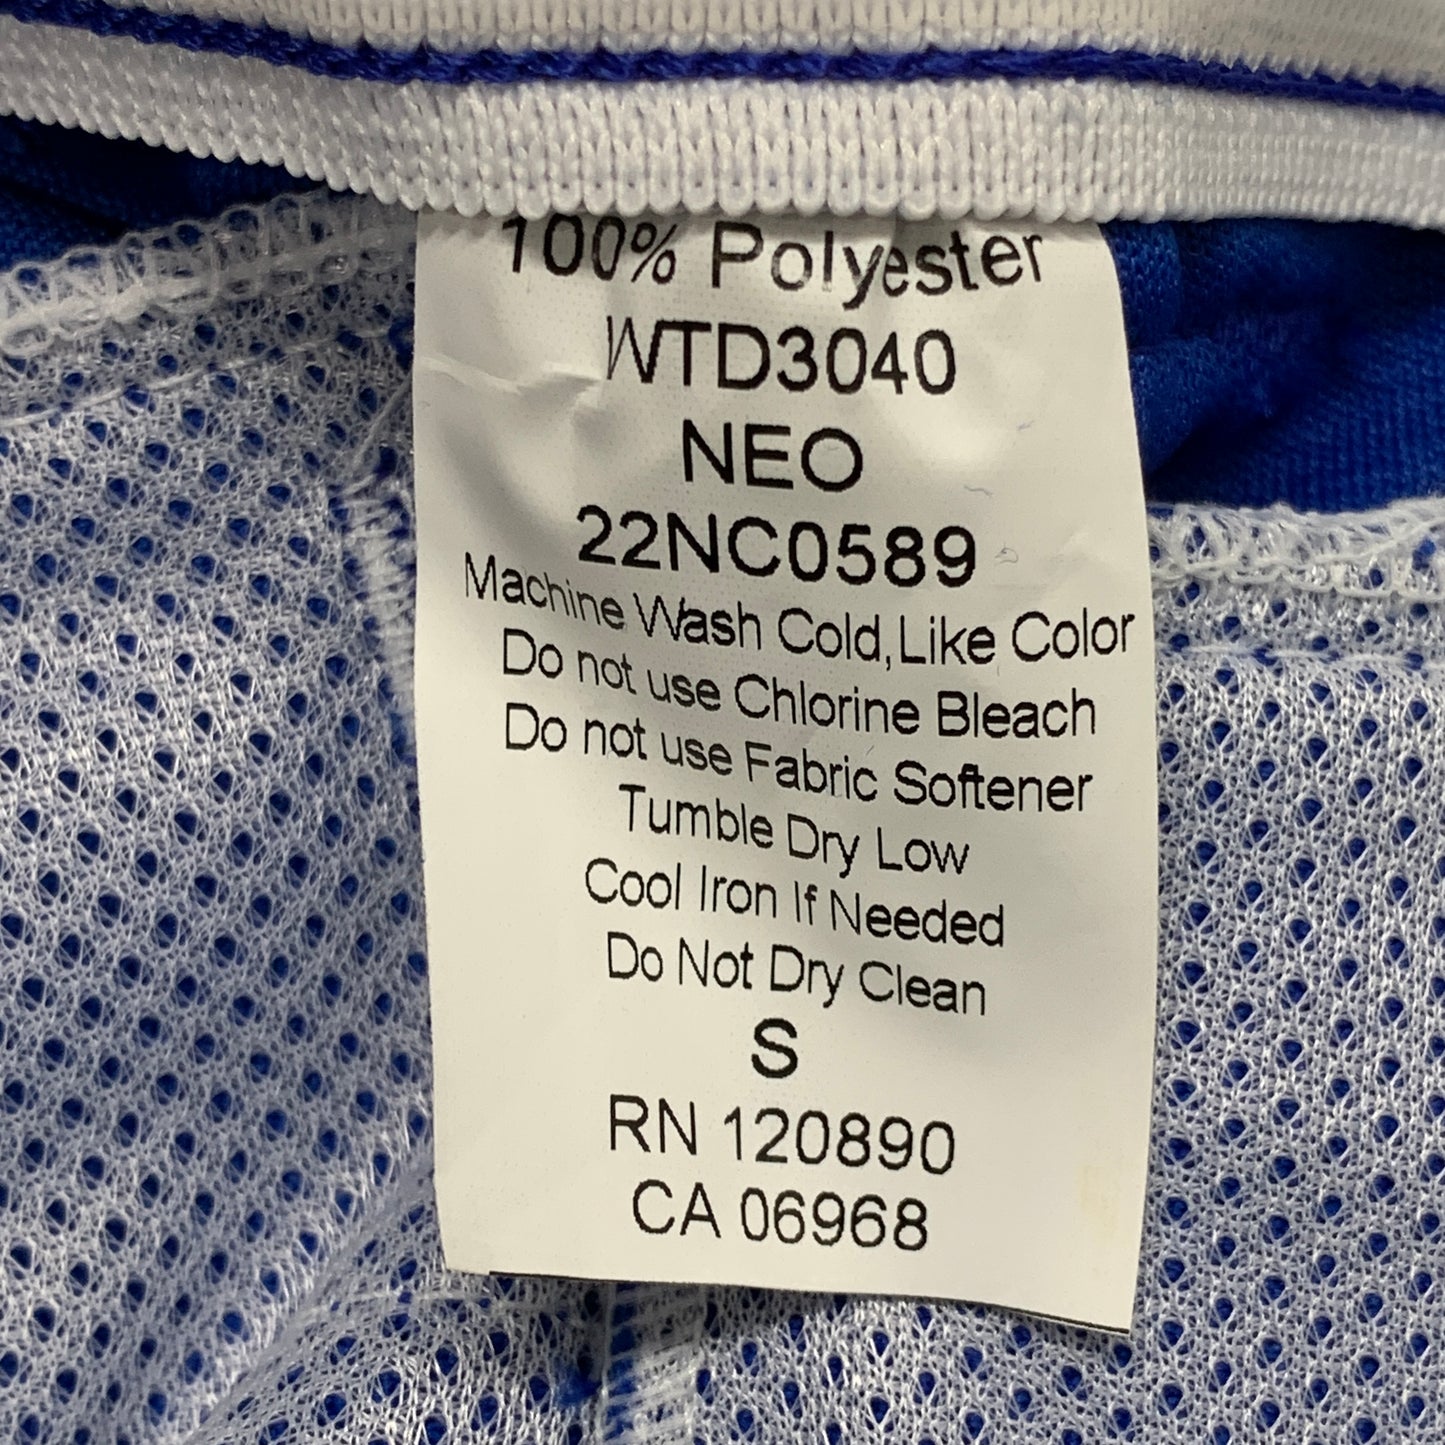 100% Polyester
WTD3040
NEO
22NC0589
Machine Wash Cold,Like Color
Do not use Chlorine Bleach
Do not use Fabric Softener
Tumble Dry Low
Cool Iron If Needed
Do Not Dry Clean
S
RN 120890
CA 06968